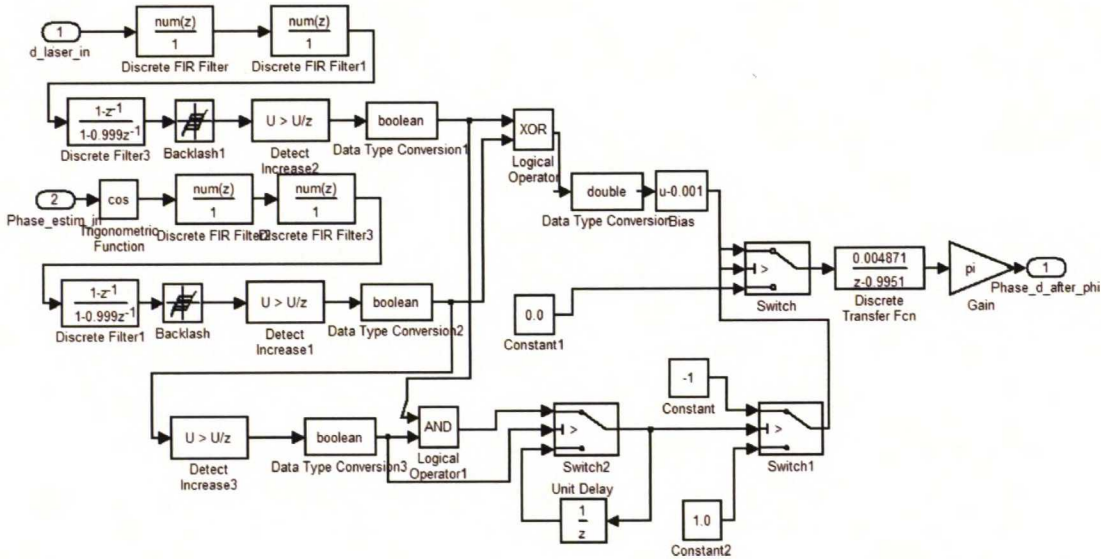 1
d_laser_in
num(z)
1
Discrete FIR Filter
num(z)
1
Discrete FIR Filter1
1-z-1
1-0.999z-1
Discrete Filter3
Backlash1
U > U/z
Detect
Increase2
boolean
Data Type Conversion1
XOR
Logical
Operator
2
Phase_estim_in
cos
Trigonometric
Function
num(z)
1
Discrete FIR Filter2
num(z)
1
Discrete FIR Filter3
double
Data Type Conversion
u-0.001
Bias
1-z-1
1-0.999z-1
Discrete Filter1
Backlash
U > U/z
Detect
Increase1
boolean
Data Type Conversion2
0.0
Constant1
>
Switch
0.004871
z-0.9951
Discrete
Transfer Fcn
pi
Gain
1
Phase_d_after_phi
U > U/z
Detect
Increase3
boolean
Data Type Conversion3
AND
Logical
Operator1
>
Switch2
Unit Delay
1
z
-1
Constant
>
Switch1
1.0
Constant2